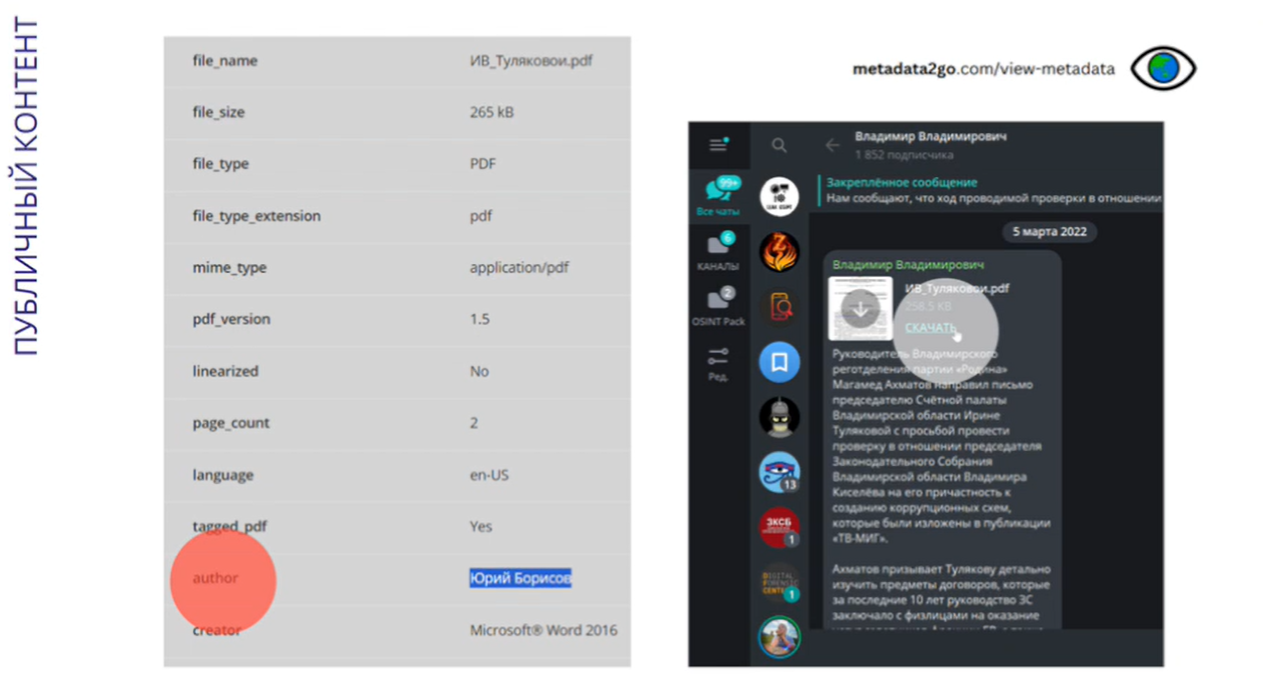 ПУБЛИЧНЫЙ КОНТЕНТ
file_name ИВ_Туляковои.pdf
file_size 265 kB
file_type PDF
file_type_extension pdf
mime_type application/pdf
pdf_version 1.5
linearized No
page_count 2
language en-US
tagged_pdf Yes
author Юрий Борисов
creator Microsoft® Word 2016
metadata2go.com/view-metadata
Владимир Владимирович
1 852 подписчика
99+
Все чаты
6
КАНАЛЫ
2
OSINT Pack
Ред.
13
ЗКСБ
1
DIGITAL
FORENSIC
CENTER
1
Закреплённое сообщение
Нам сообщают, что ход проводимой проверки в отношении
5 марта 2022
Владимир Владимирович
ИВ_Туляковои.pdf
258.5 KB
СКАЧАТЬ
Руководитель Владимирского
реготделения партии «Родина»
Магамед Ахматов направил письмо
председателю Счётной палаты
Владимирской области Ирине
Туляковой с просьбой провести
проверку в отношении председателя
Законодательного Собрания
Владимирской области Владимира
Киселёва на его причастность к
созданию коррупционных схем,
которые были изложены в публикации
«ТВ-МИГ».
Ахматов призывает Тулякову детально
изучить предметы договоров, которые
за последние 10 лет руководство ЗС
заключало с физлицами на оказание